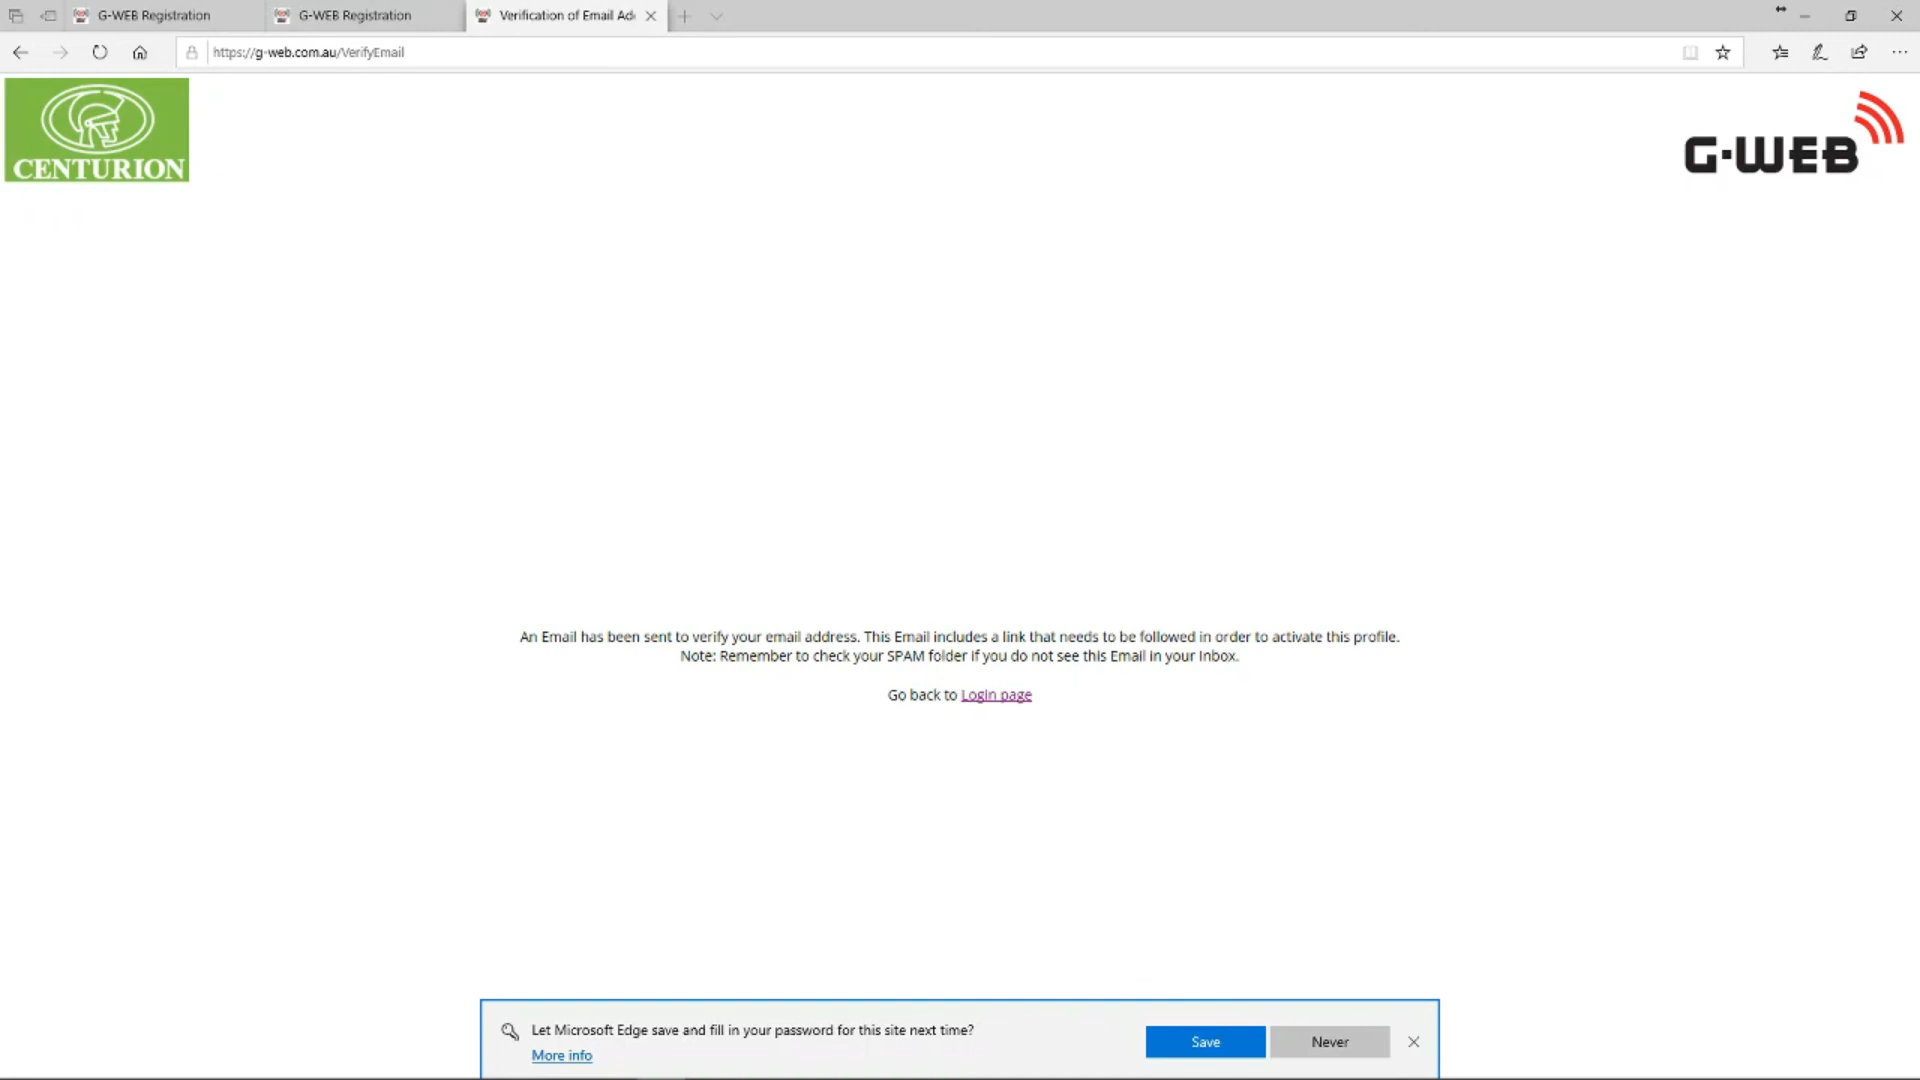 G-WEB Registration
G-WEB Registration
Verification of Email Ad
https://g-web.com.au/VerifyEmail
CENTURION
G·WEB
An Email has been sent to verify your email address. This Email includes a link that needs to be followed in order to activate this profile.
Note: Remember to check your SPAM folder if you do not see this Email in your Inbox.
Go back to Login page
Let Microsoft Edge save and fill in your password for this site next time?
More info
Save
Never